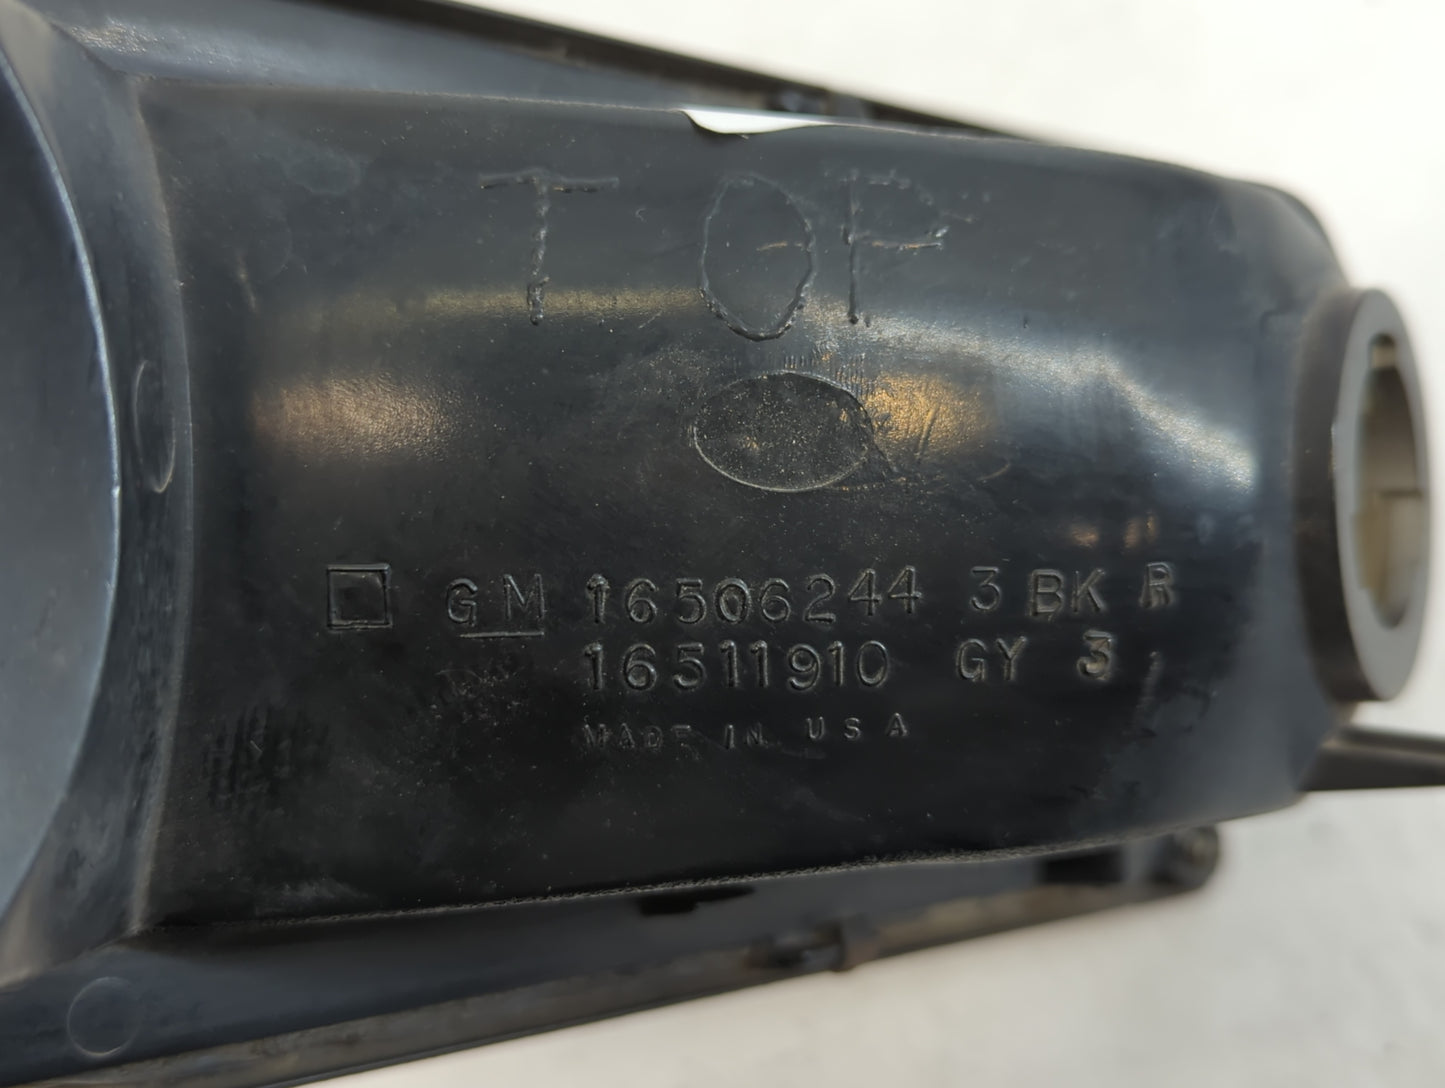 TOP
GM 16506244 3 BK R
16511910 GY 3
MADE IN USA